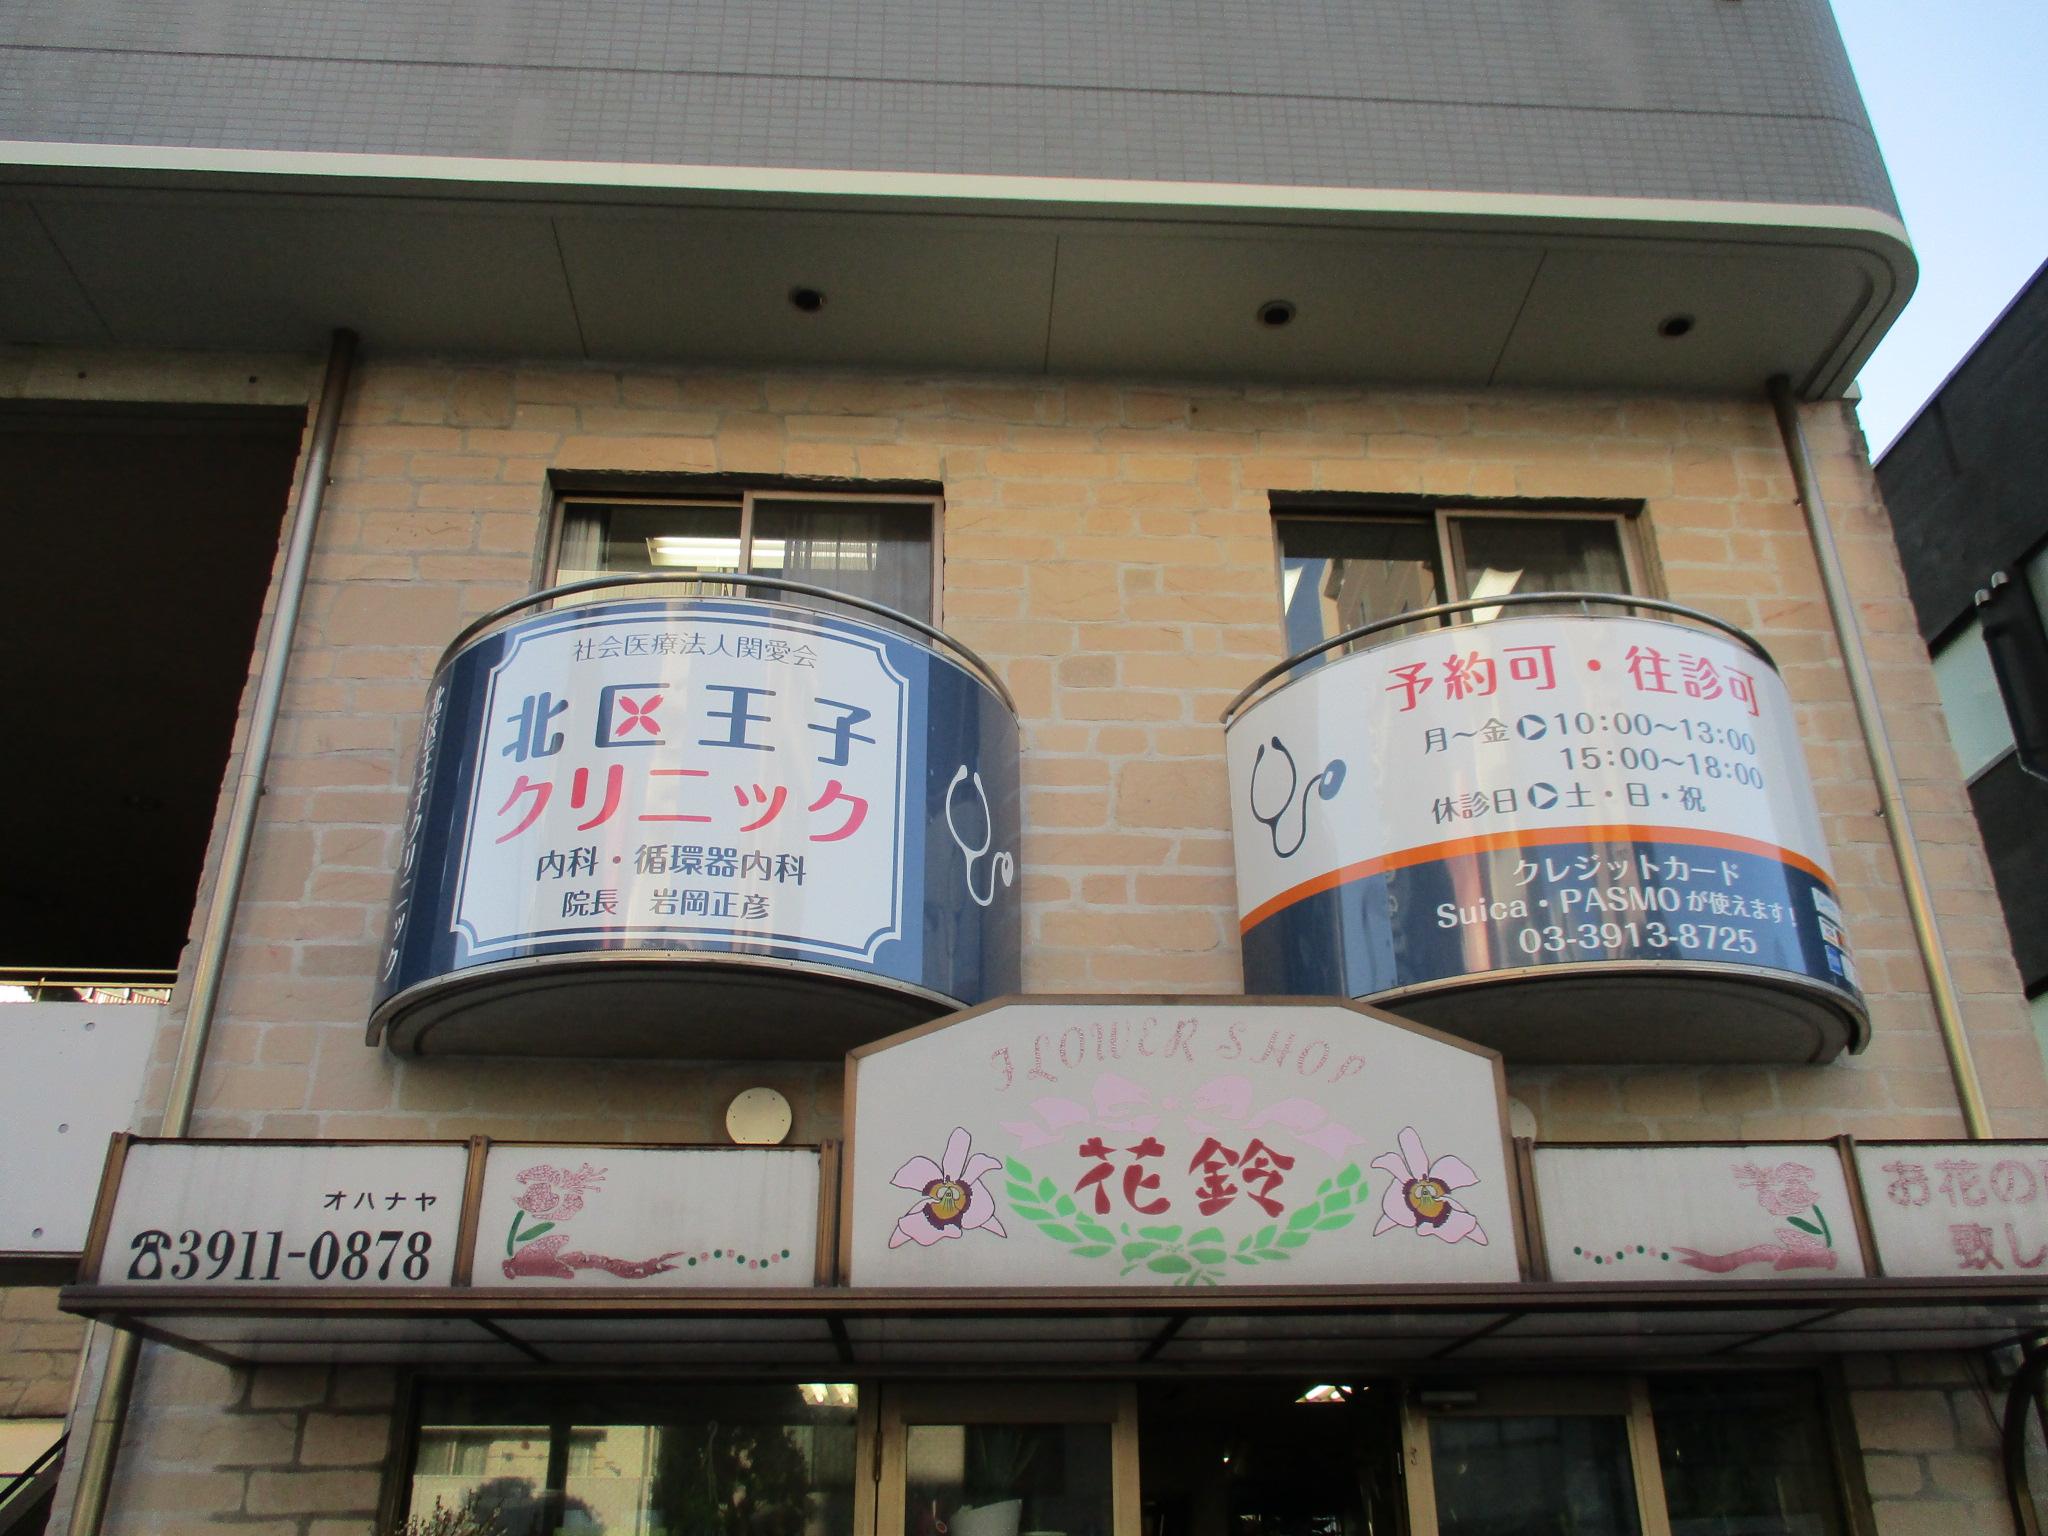 社会医療法人関愛会
北区王子
クリニック
内科・循環器内科
院長 岩岡正彦
北区王子クリニック
予約可・往診可
月～金▶10:00～13:00
15:00～18:00
休診日▶土・日・祝
クレジットカード
Suica・PASMOが使えます!
03-3913-8725
FLOWER SHOP
花鈴
オハナヤ
☎3911-0878
お花の
致し